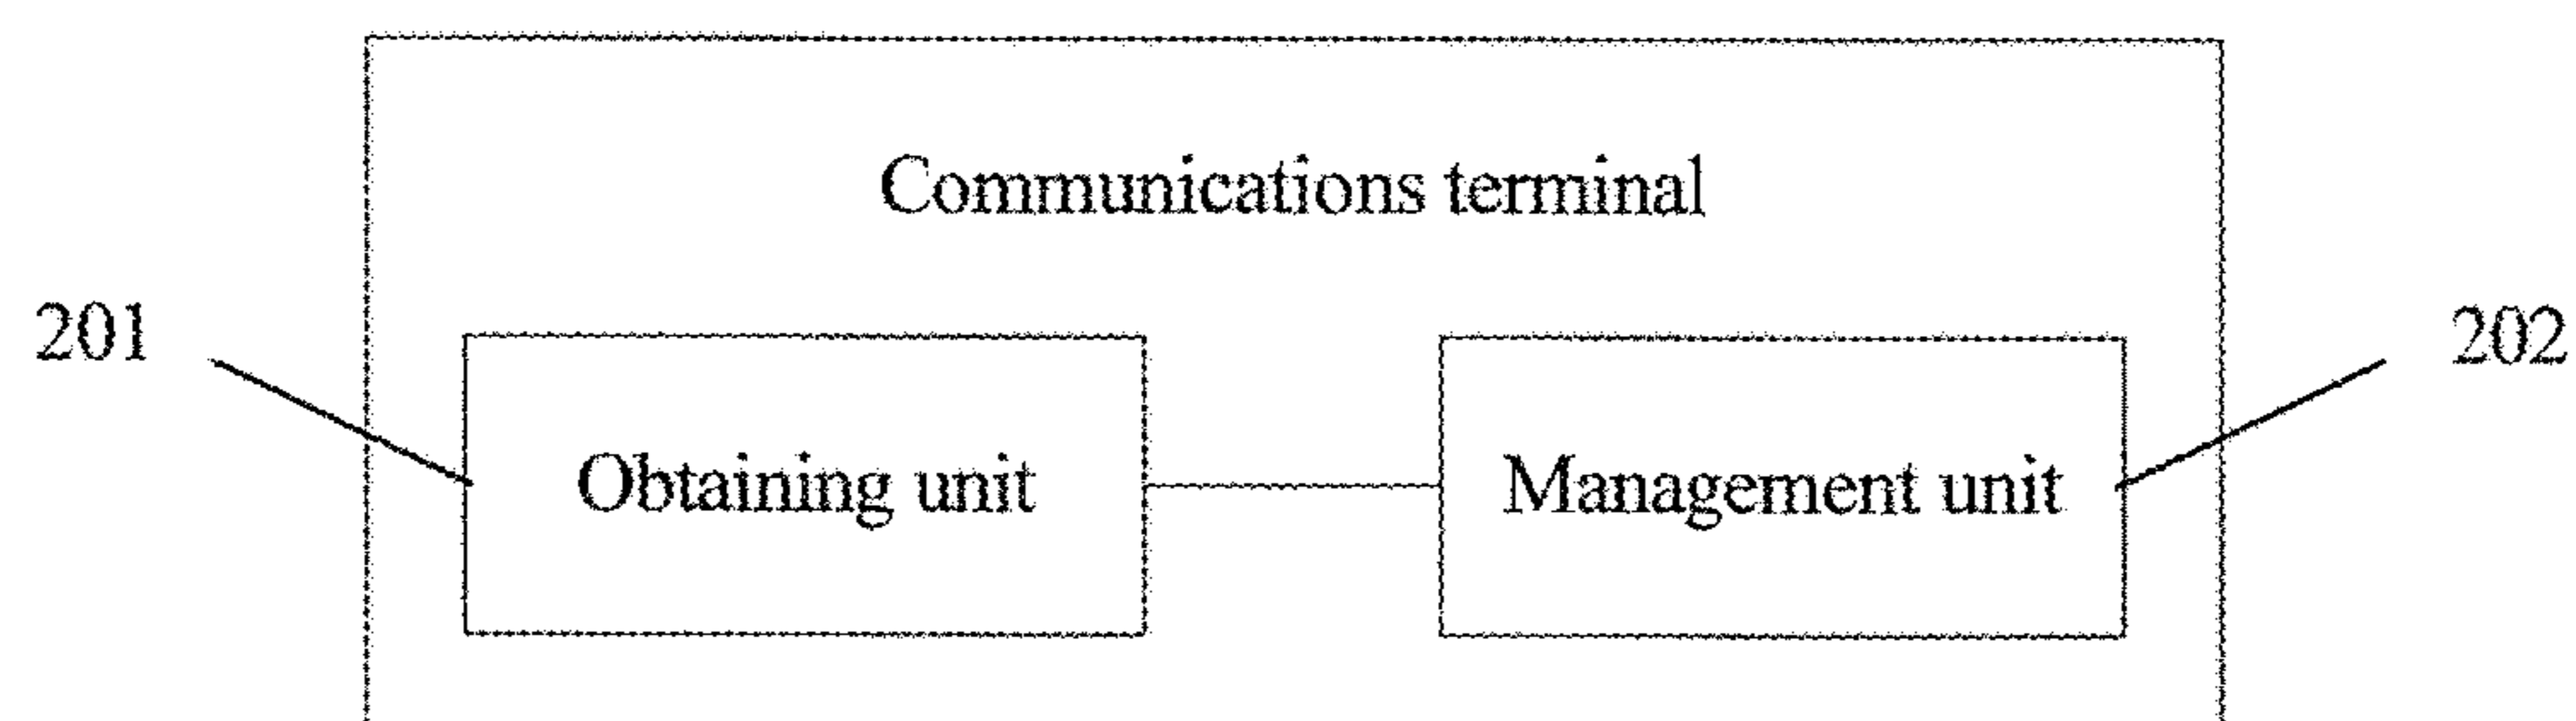 Communications terminal
201
202
Obtaining unit
Management unit